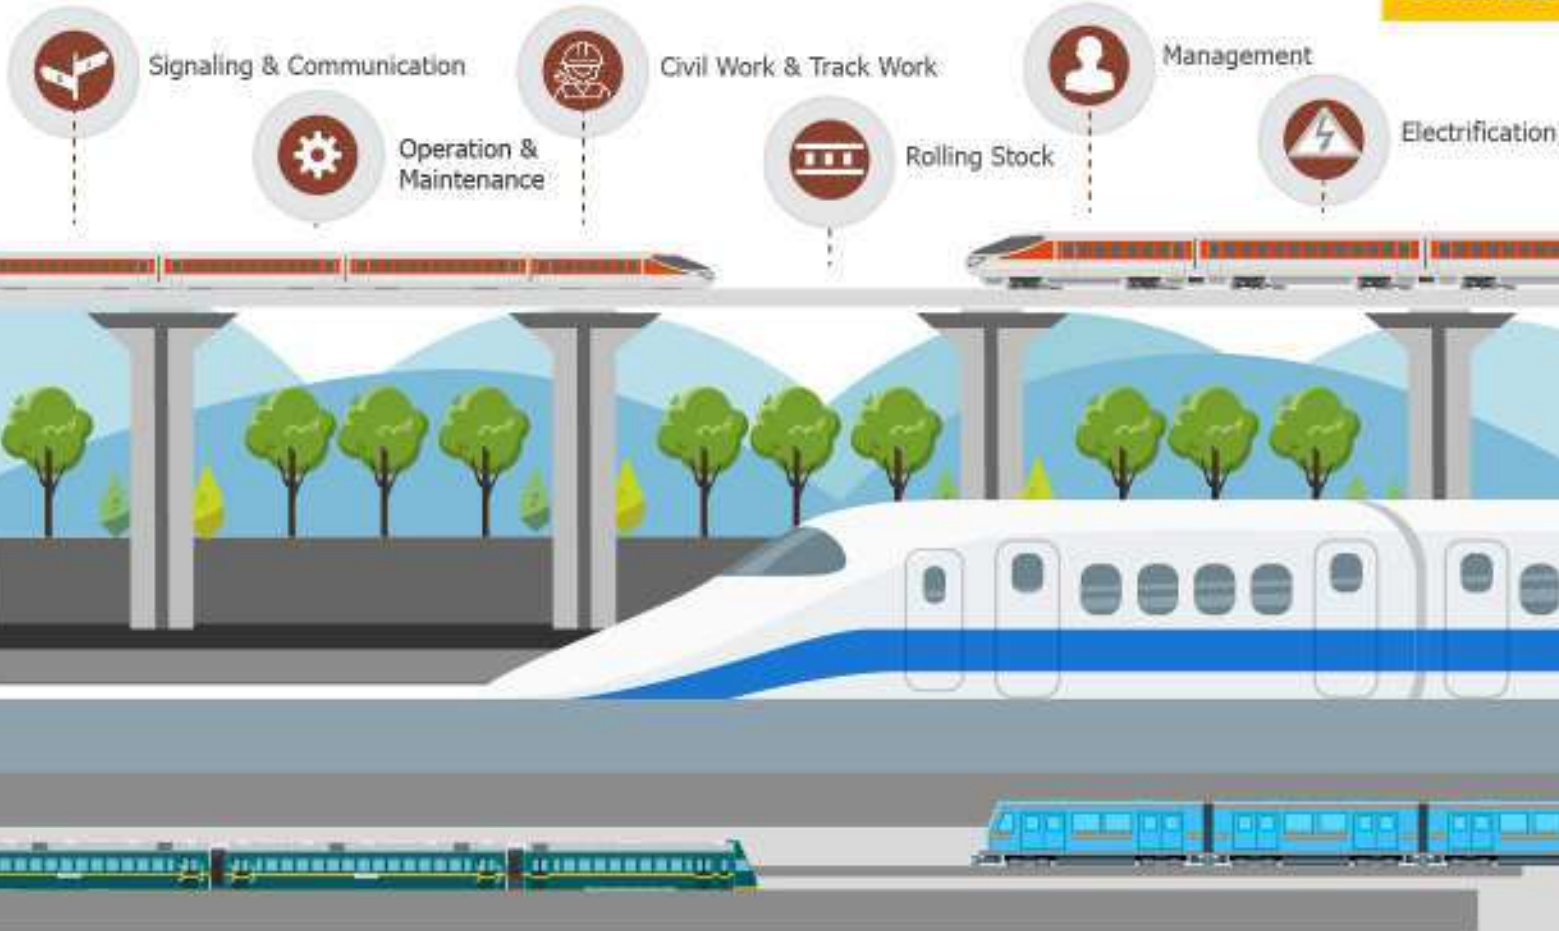 Signaling & Communication
Civil Work & Track Work
Management
Operation &
Maintenance
Rolling Stock
Electrification